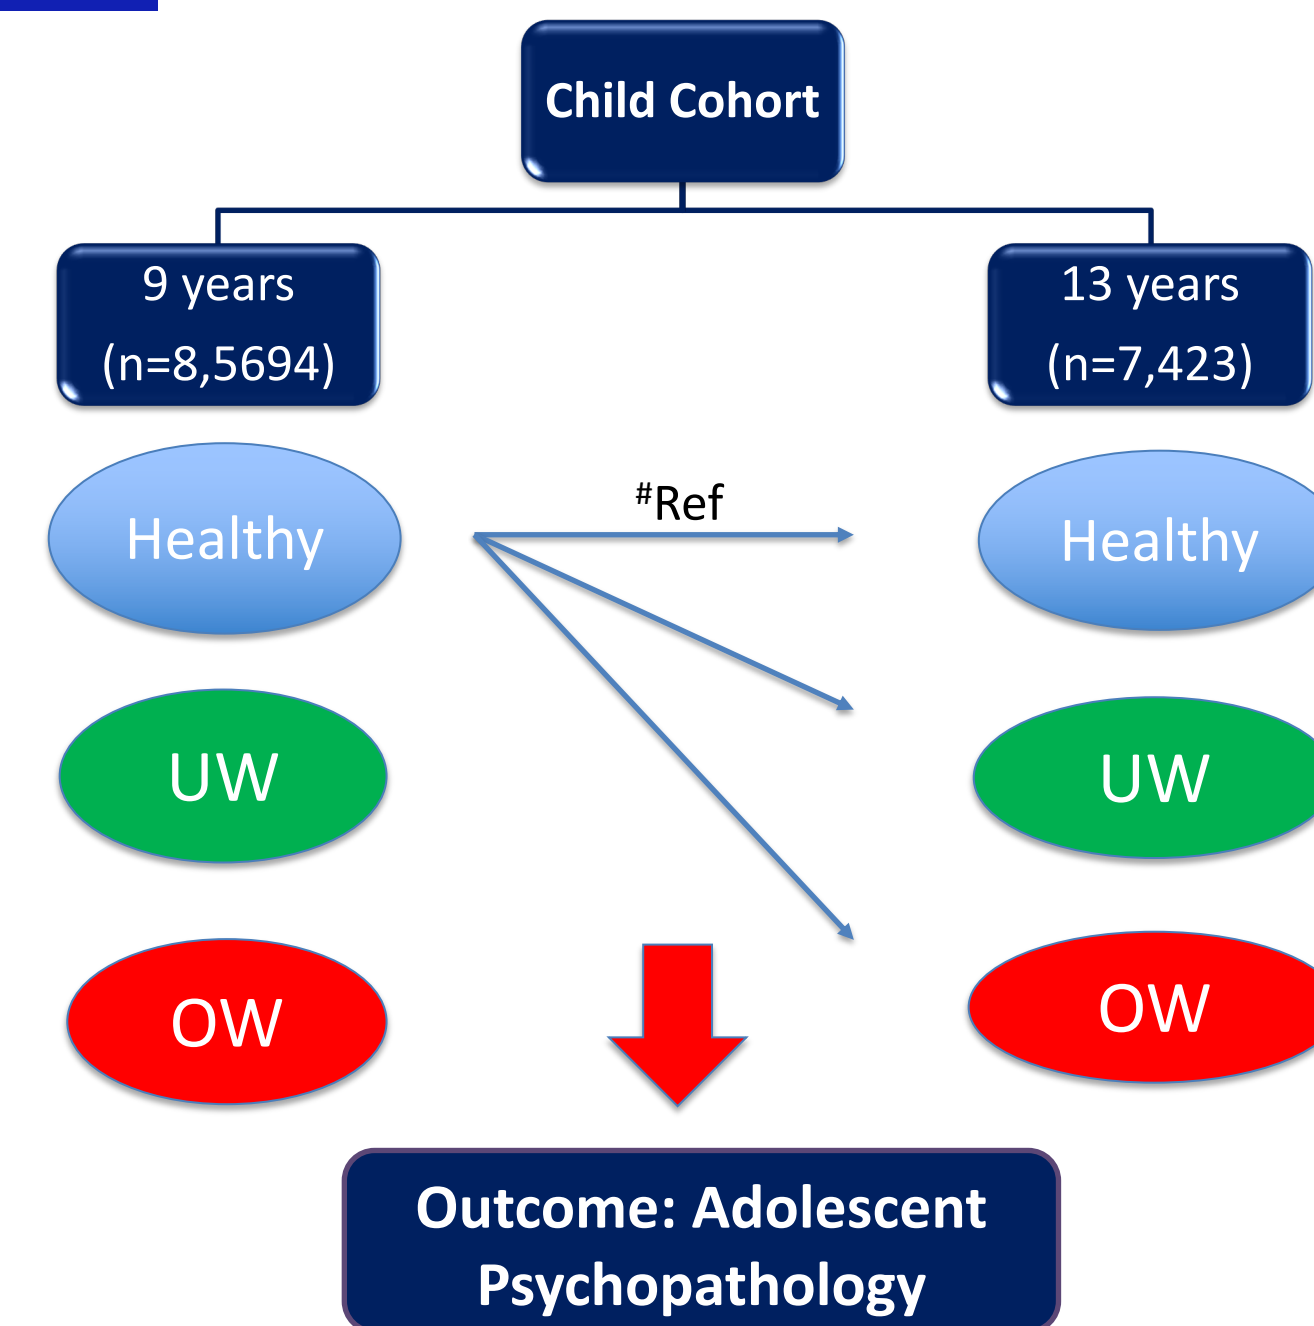 Child Cohort
9 years
(n=8,5694)
13 years
(n=7,423)
Healthy
#Ref
Healthy
UW
UW
OW
OW
Outcome: Adolescent
Psychopathology